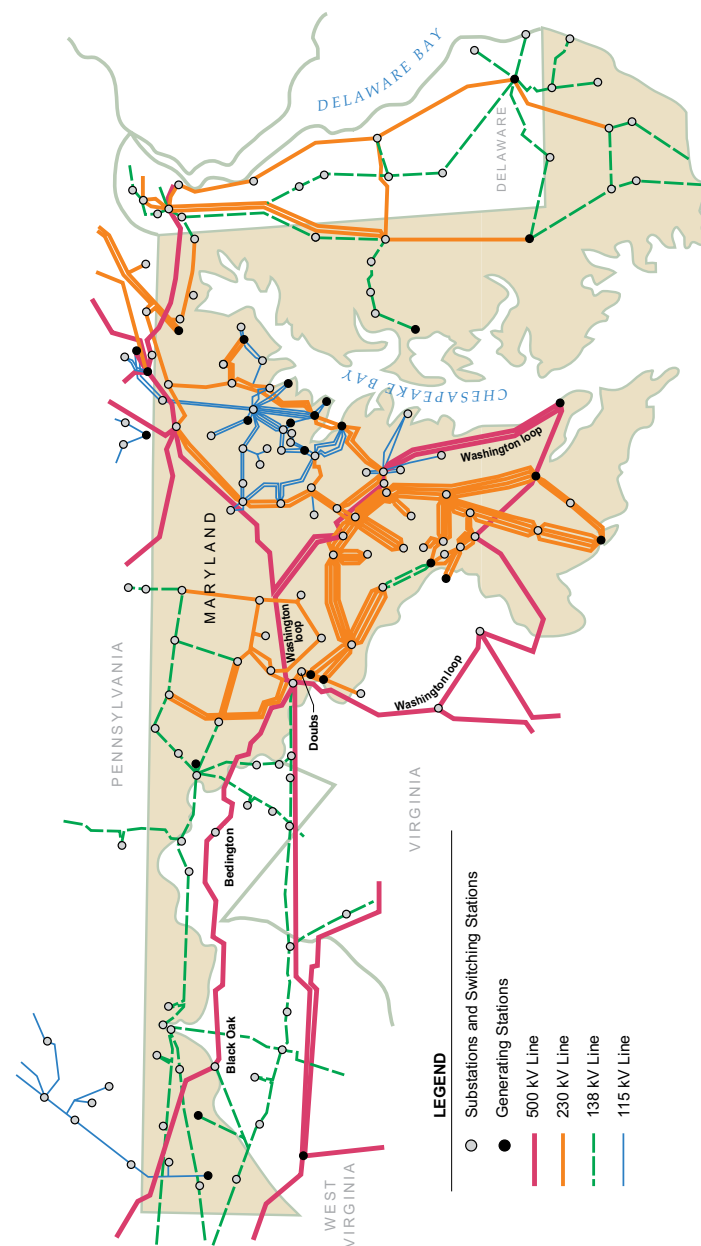 PENNSYLVANIA
MARYLAND
DELAWARE BAY
DELAWARE
CHESAPEAKE BAY
Washington loop
Washington
loop
Washington loop
Doubs
Bedington
Black Oak
VIRGINIA
WEST
VIRGINIA
LEGEND
Substations and Switching Stations
Generating Stations
500 kV Line
230 kV Line
138 kV Line
115 kV Line